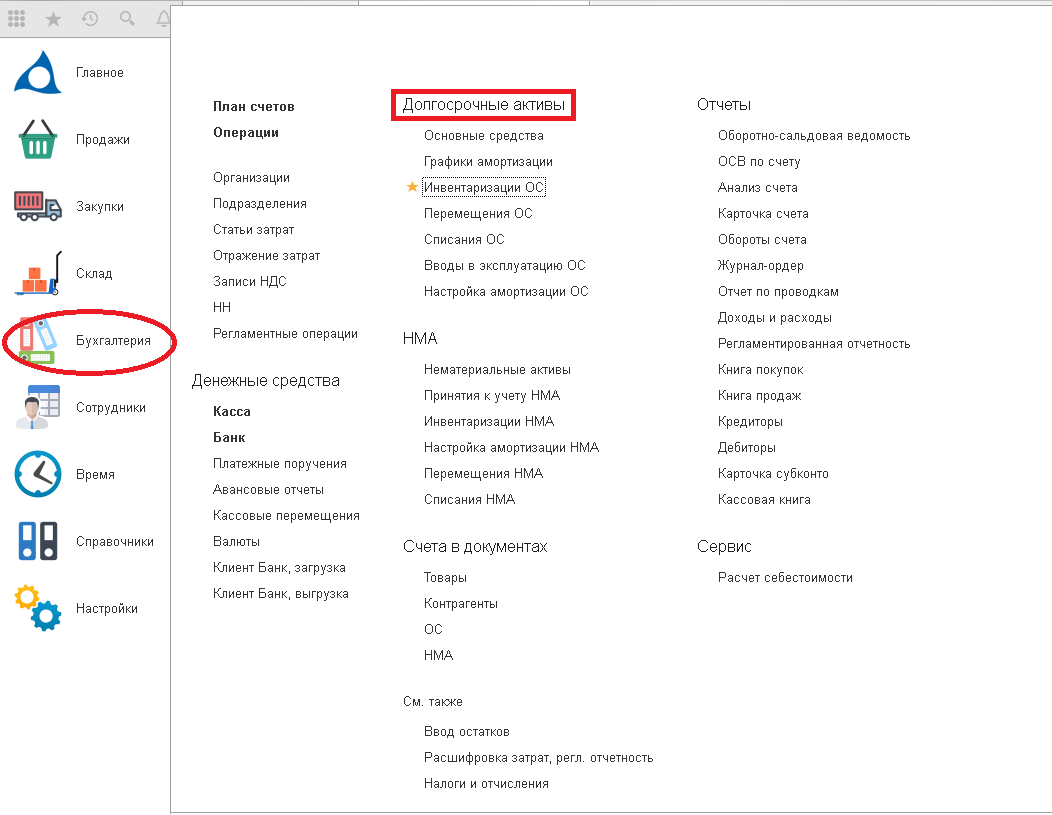 Главное
Продажи
Закупки
Склад
Бухгалтерия
Сотрудники
Время
Справочники
Настройки
План счетов
Операции
Организации
Подразделения
Статьи затрат
Отражение затрат
Записи НДС
НН
Регламентные операции
Денежные средства
Касса
Банк
Платежные поручения
Авансовые отчеты
Кассовые перемещения
Валюты
Клиент Банк, загрузка
Клиент Банк, выгрузка
Долгосрочные активы
Основные средства
Графики амортизации
Инвентаризации ОС
Перемещения ОС
Списания ОС
Вводы в эксплуатацию ОС
Настройка амортизации ОС
НМА
Нематериальные активы
Принятия к учету НМА
Инвентаризации НМА
Настройка амортизации НМА
Перемещения НМА
Списания НМА
Счета в документах
Товары
Контрагенты
ОС
НМА
См. также
Ввод остатков
Расшифровка затрат, регл. отчетность
Налоги и отчисления
Отчеты
Оборотно-сальдовая ведомость
ОСВ по счету
Анализ счета
Карточка счета
Обороты счета
Журнал-ордер
Отчет по проводкам
Доходы и расходы
Регламентированная отчетность
Книга покупок
Книга продаж
Кредиторы
Дебиторы
Карточка субконто
Кассовая книга
Сервис
Расчет себестоимости